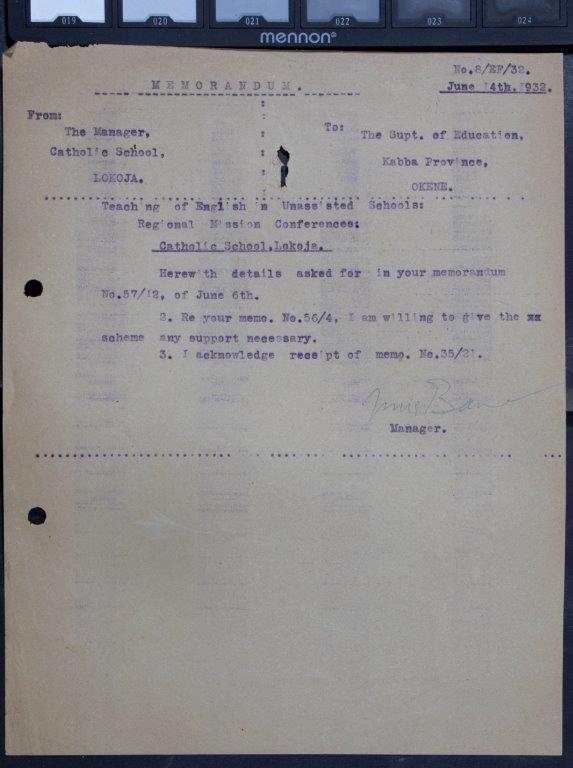 019 020 021 022 023 024
mennon®
No.8/EF/32.
MEMORANDUM.
June 14th, 1932.
From:
To:
The Manager,
The Supt. of Education,
Catholic School,
Kabba Province,
LOKOJA.
OKENE.
Teaching of English in Unassisted Schools:
Regional Mission Conferences:
Catholic School,Lokoja.
Herewith details asked for in your memorandum
No.57/12, of June 6th.
2. Re your memo. No.56/4, I am willing to give the xx
scheme any support necessary.
3. I acknowledge receipt of memo. No.35/21.
Manager.